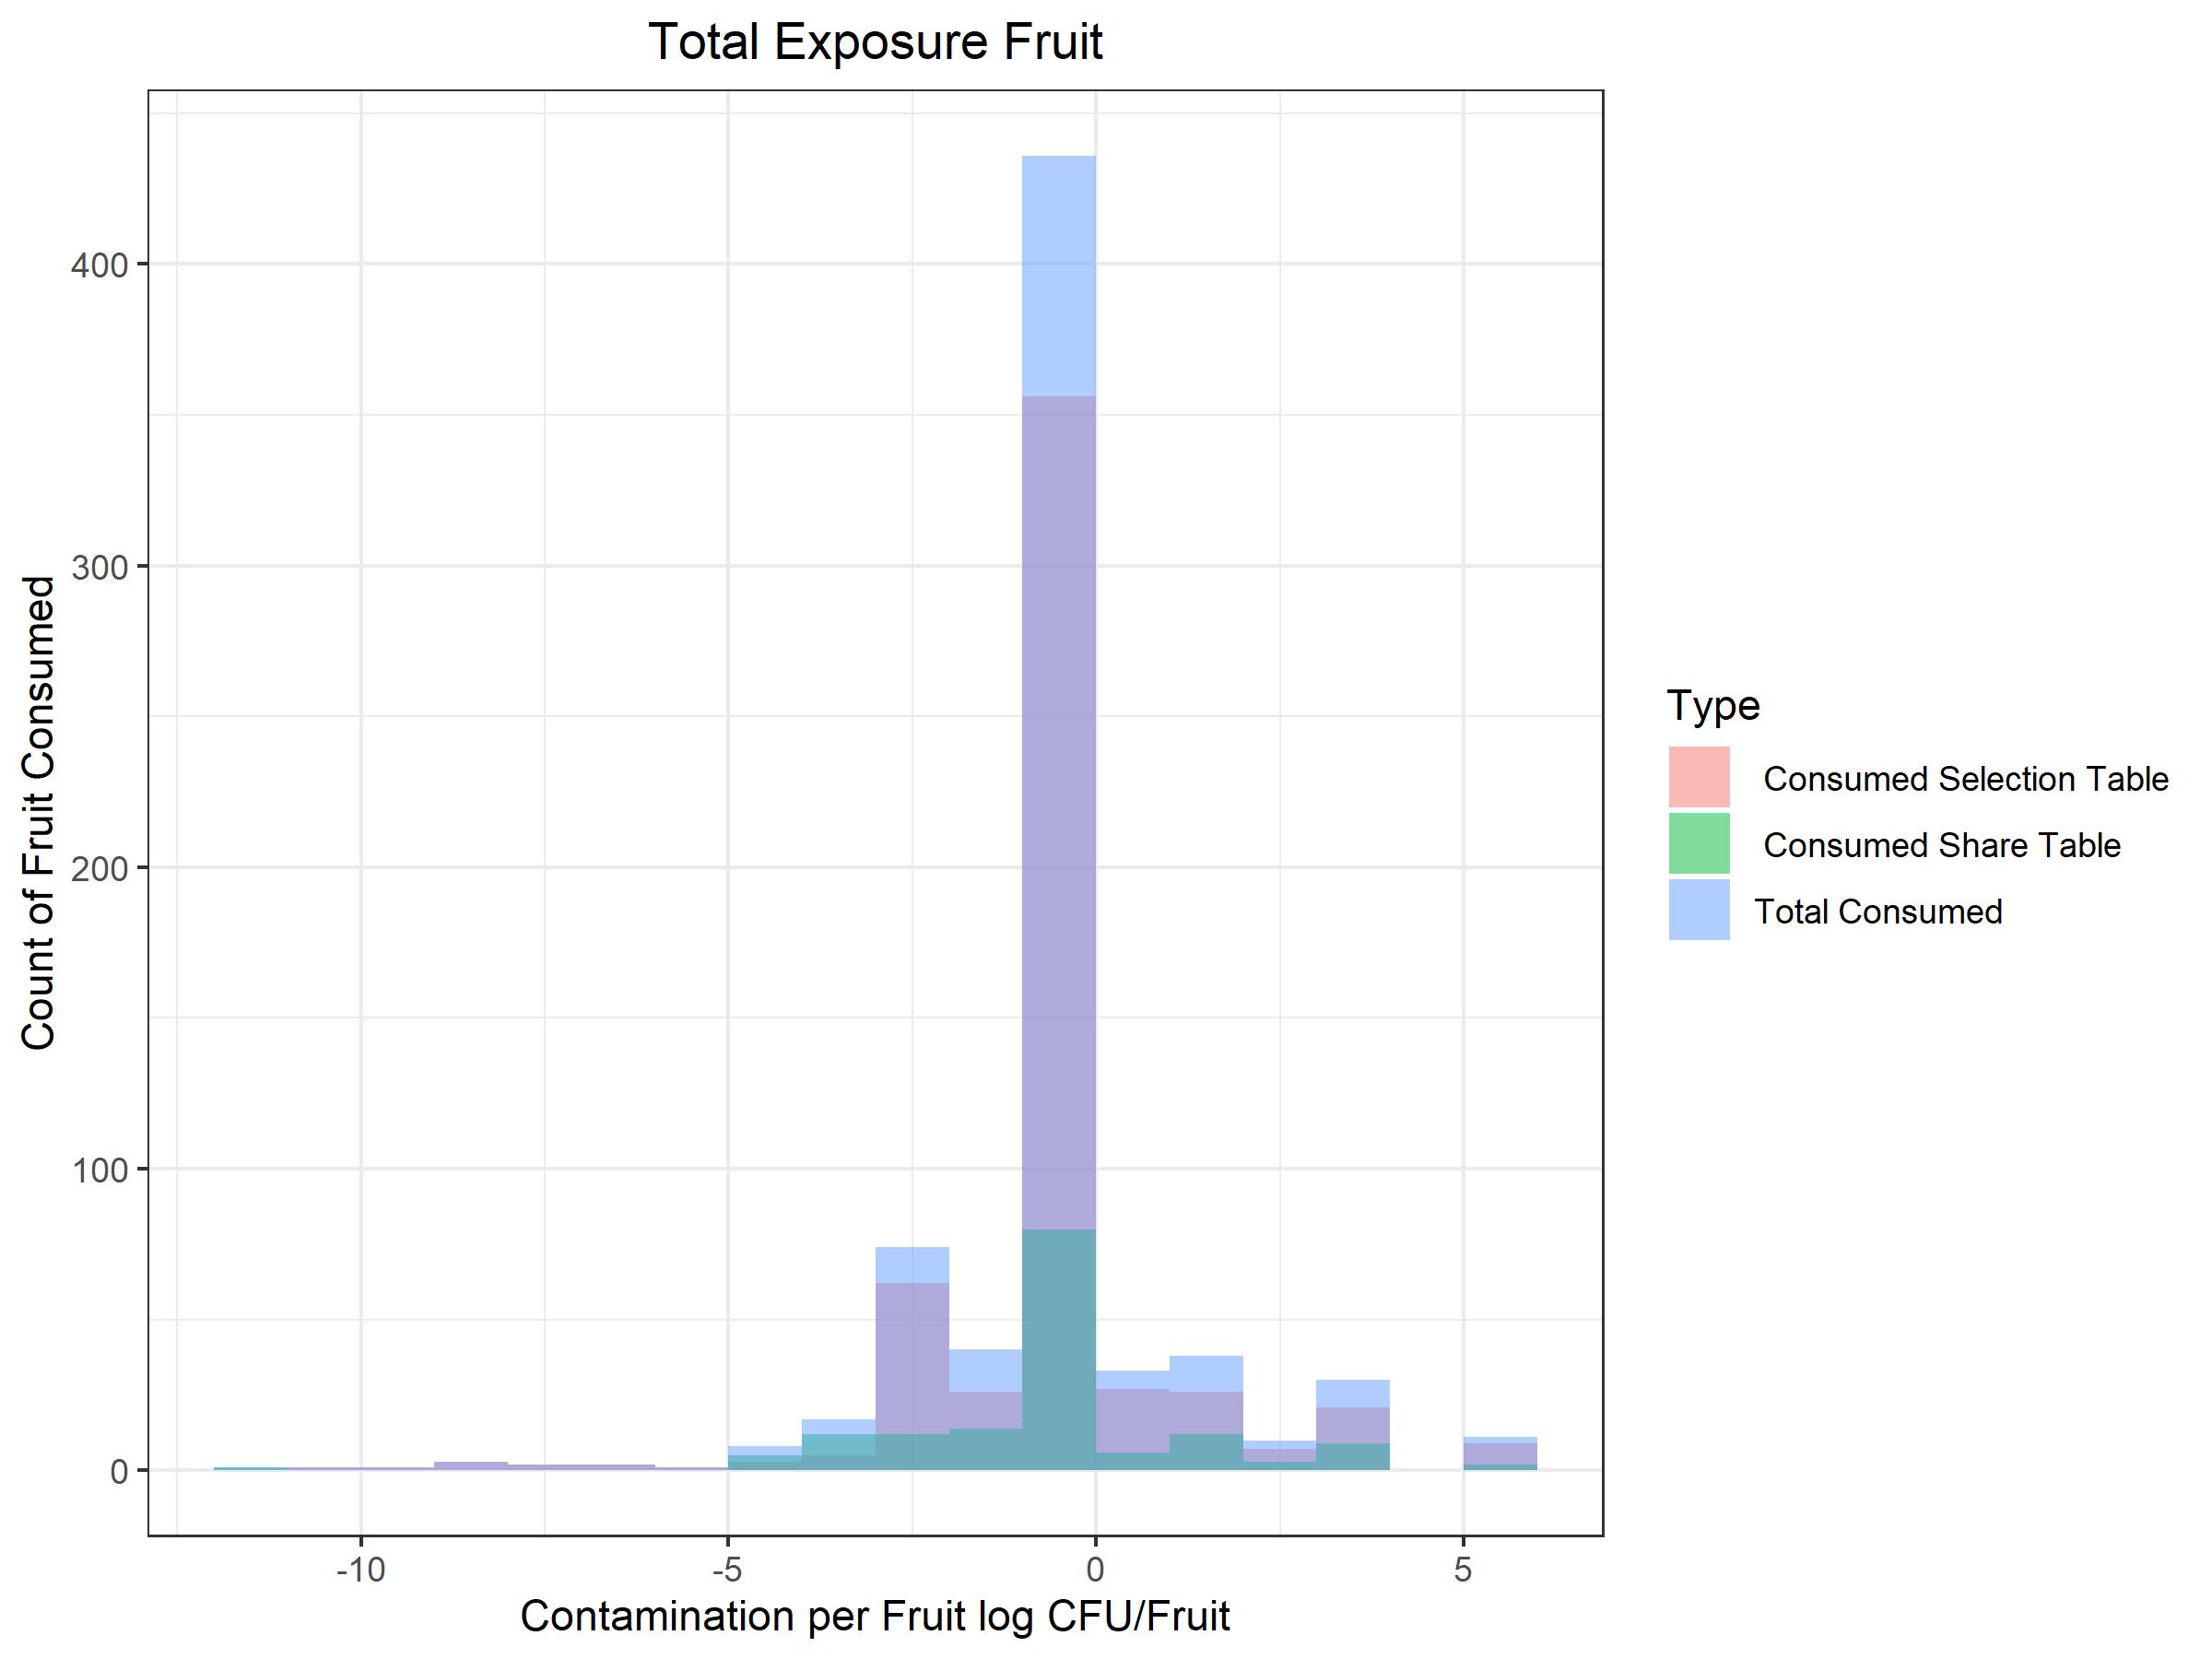 Total Exposure Fruit
Count of Fruit Consumed
400
300
200
100
0
-10
-5
0
5
Contamination per Fruit log CFU/Fruit
Type
Consumed Selection Table
Consumed Share Table
Total Consumed